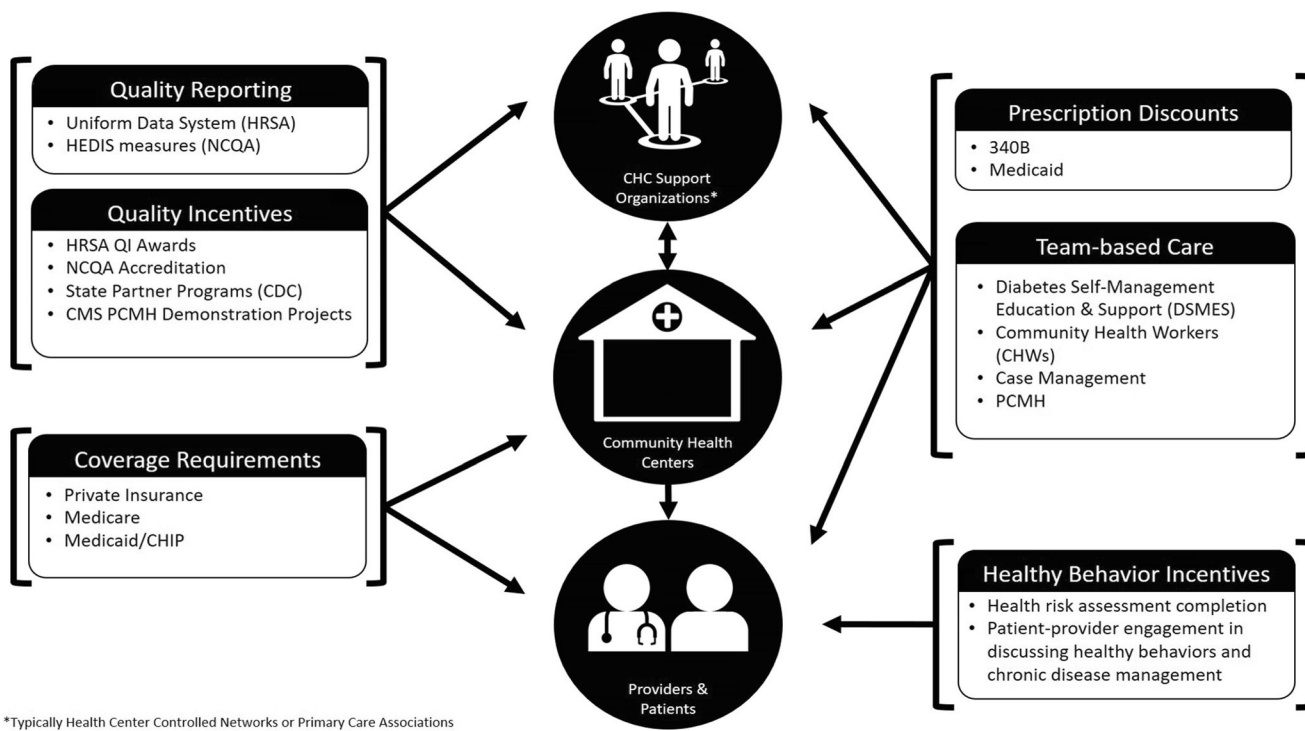 Quality Reporting
• Uniform Data System (HRSA)
• HEDIS measures (NCQA)
Quality Incentives
• HRSA QI Awards
• NCQA Accreditation
• State Partner Programs (CDC)
• CMS PCMH Demonstration Projects
Coverage Requirements
• Private Insurance
• Medicare
• Medicaid/CHIP
CHC Support
Organizations*
Community Health
Centers
Providers &
Patients
Prescription Discounts
• 340B
• Medicaid
Team-based Care
• Diabetes Self-Management
Education & Support (DSMES)
• Community Health Workers
(CHWs)
• Case Management
• PCMH
Healthy Behavior Incentives
• Health risk assessment completion
• Patient-provider engagement in
discussing healthy behaviors and
chronic disease management
*Typically Health Center Controlled Networks or Primary Care Associations